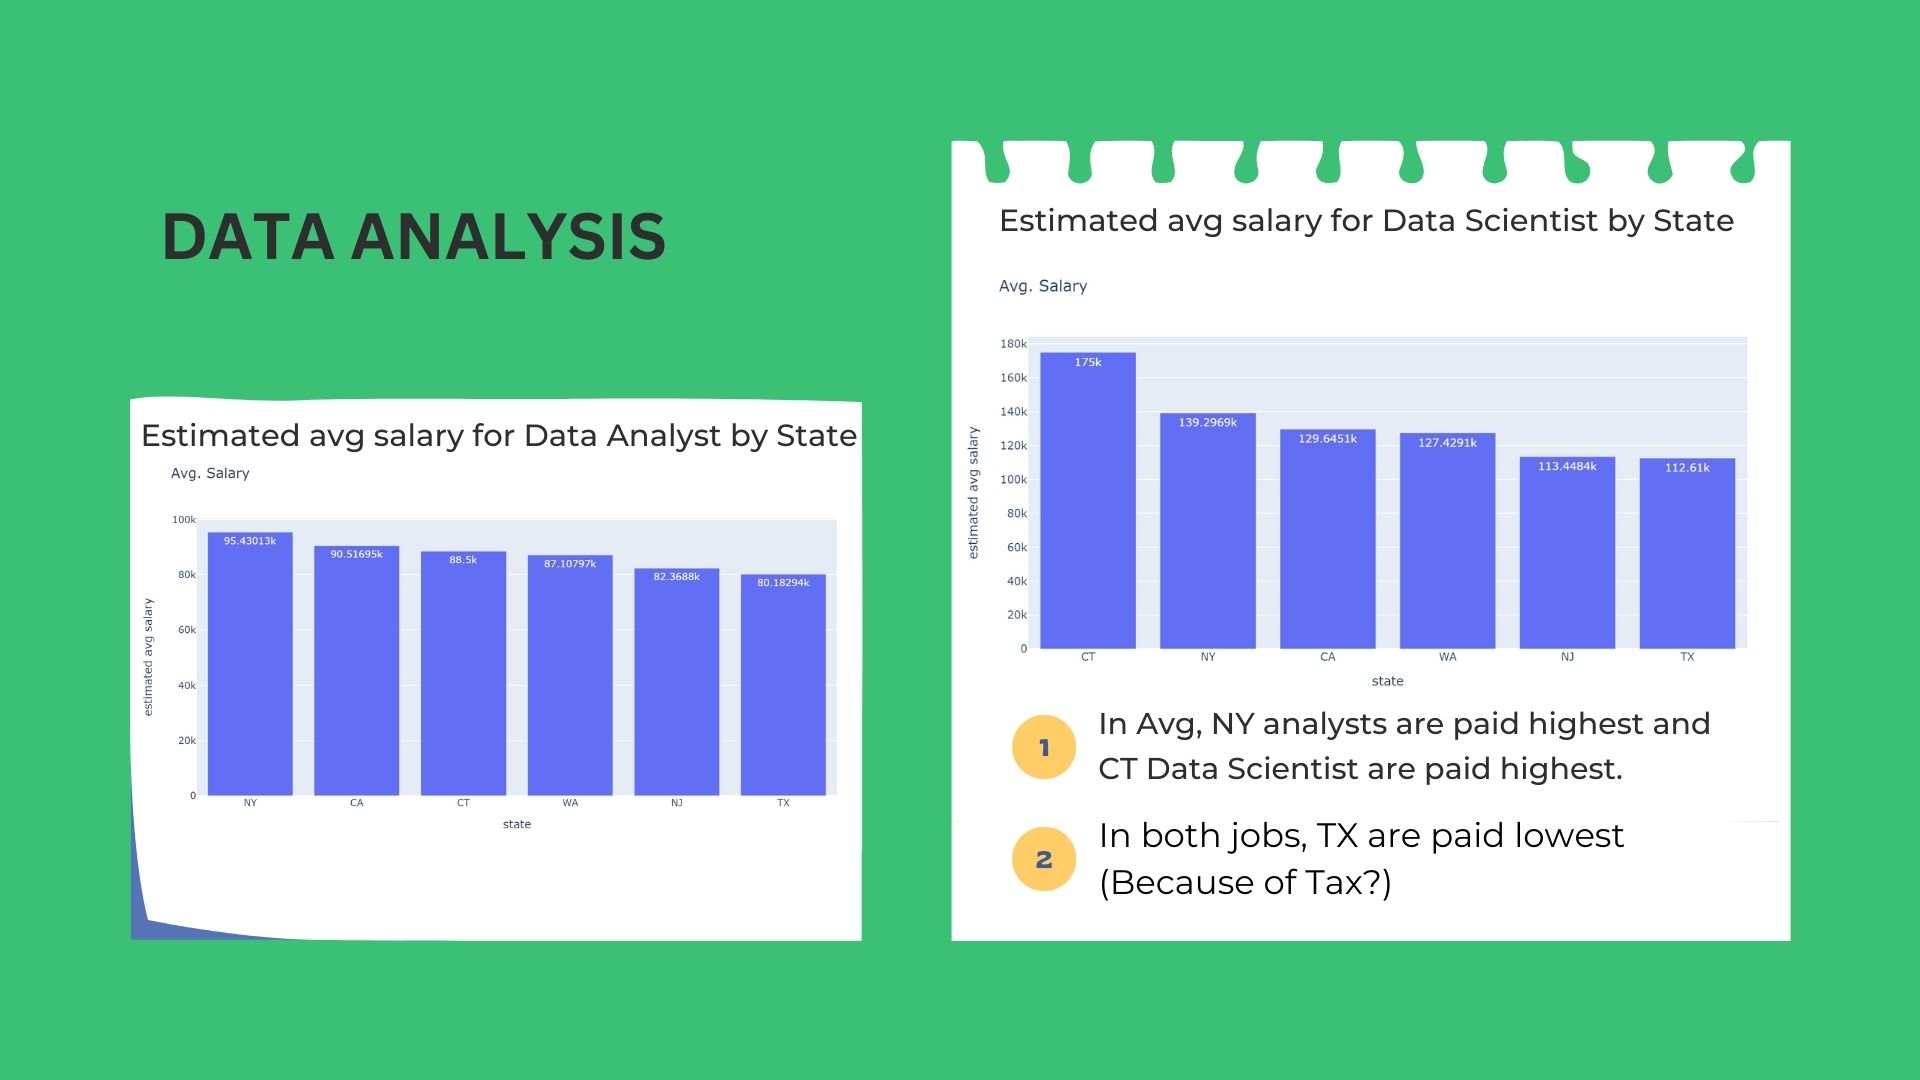 DATA ANALYSIS
Estimated avg salary for Data Analyst by State
Avg. Salary
estimated avg salary
100k
80k
60k
40k
20k
0
95.43013k
90.51695k
88.5k
87.10797k
82.3688k
80.18294k
NY CA CT WA NJ TX
state
Estimated avg salary for Data Scientist by State
Avg. Salary
estimated avg salary
180k
160k
140k
120k
100k
80k
60k
40k
20k
0
175k
139.2969k
129.6451k
127.4291k
113.4484k
112.61k
CT NY CA WA NJ TX
state
1
In Avg, NY analysts are paid highest and
CT Data Scientist are paid highest.
2
In both jobs, TX are paid lowest
(Because of Tax?)